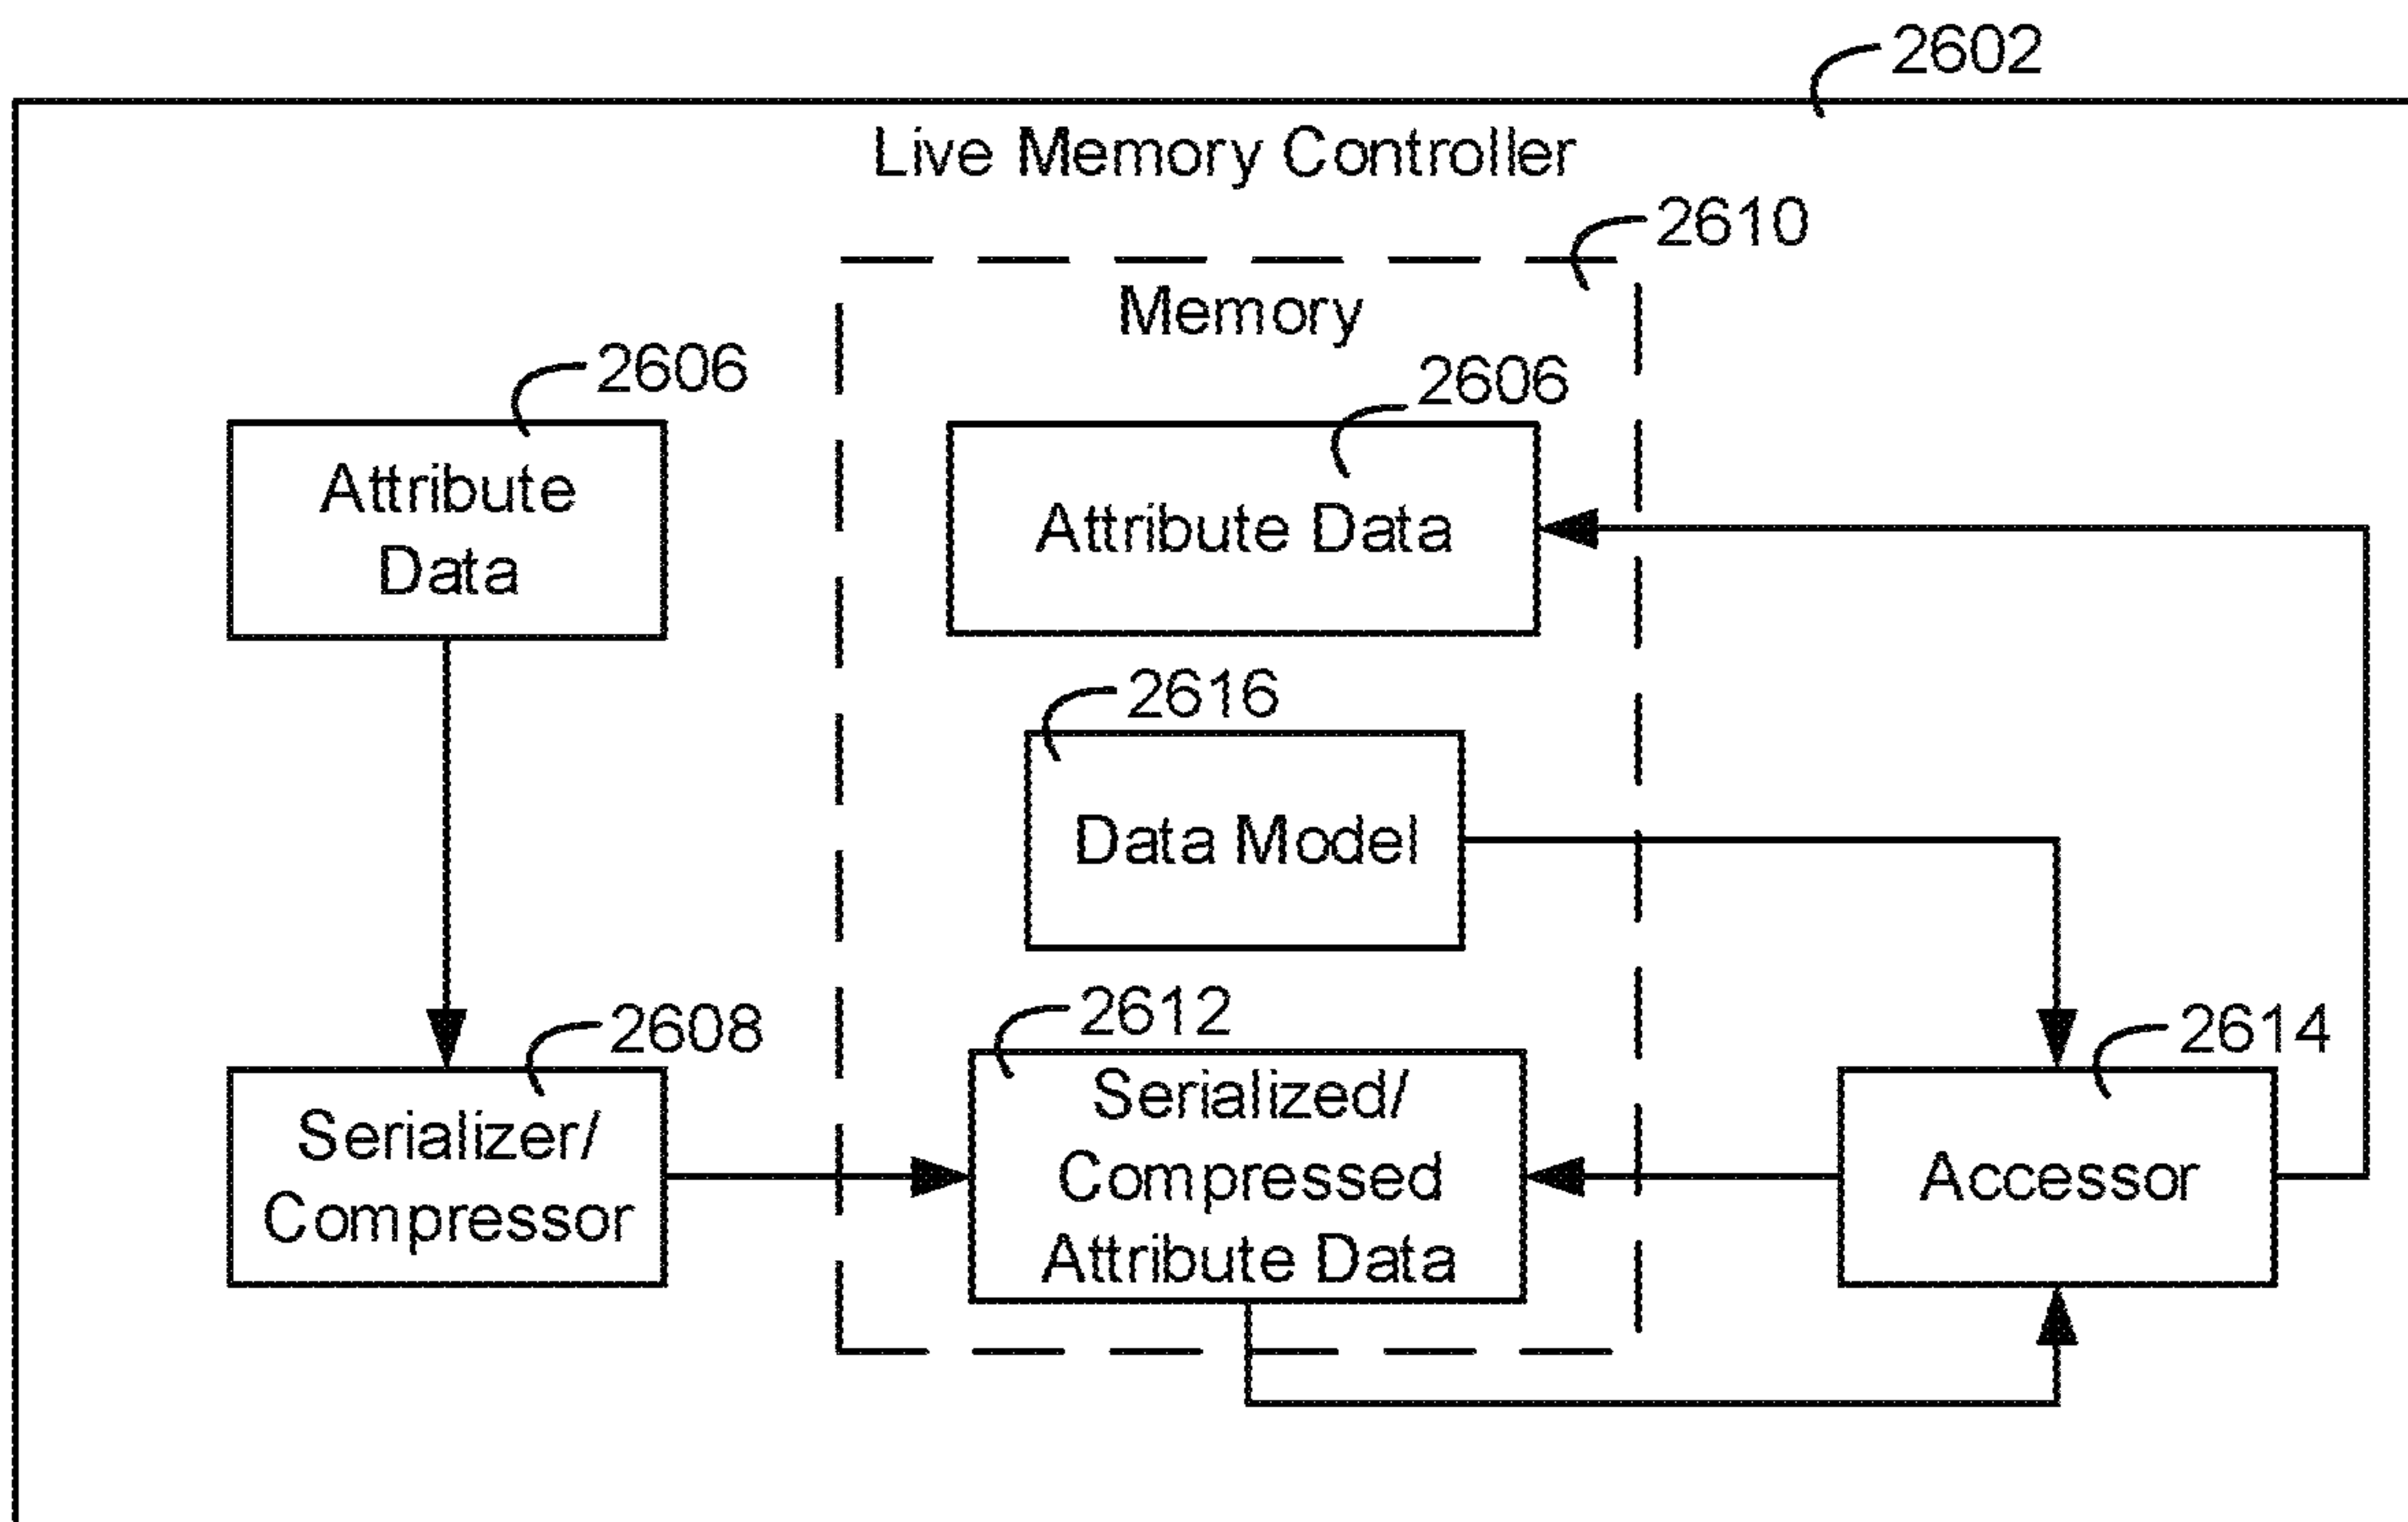 2602
Live Memory Controller
2610
Memory
2606
2606
Attribute
Data
Attribute Data
2616
Data Model
2612
2608
2614
Serializer/
Compressor
Serialized/
Compressed
Attribute Data
Accessor